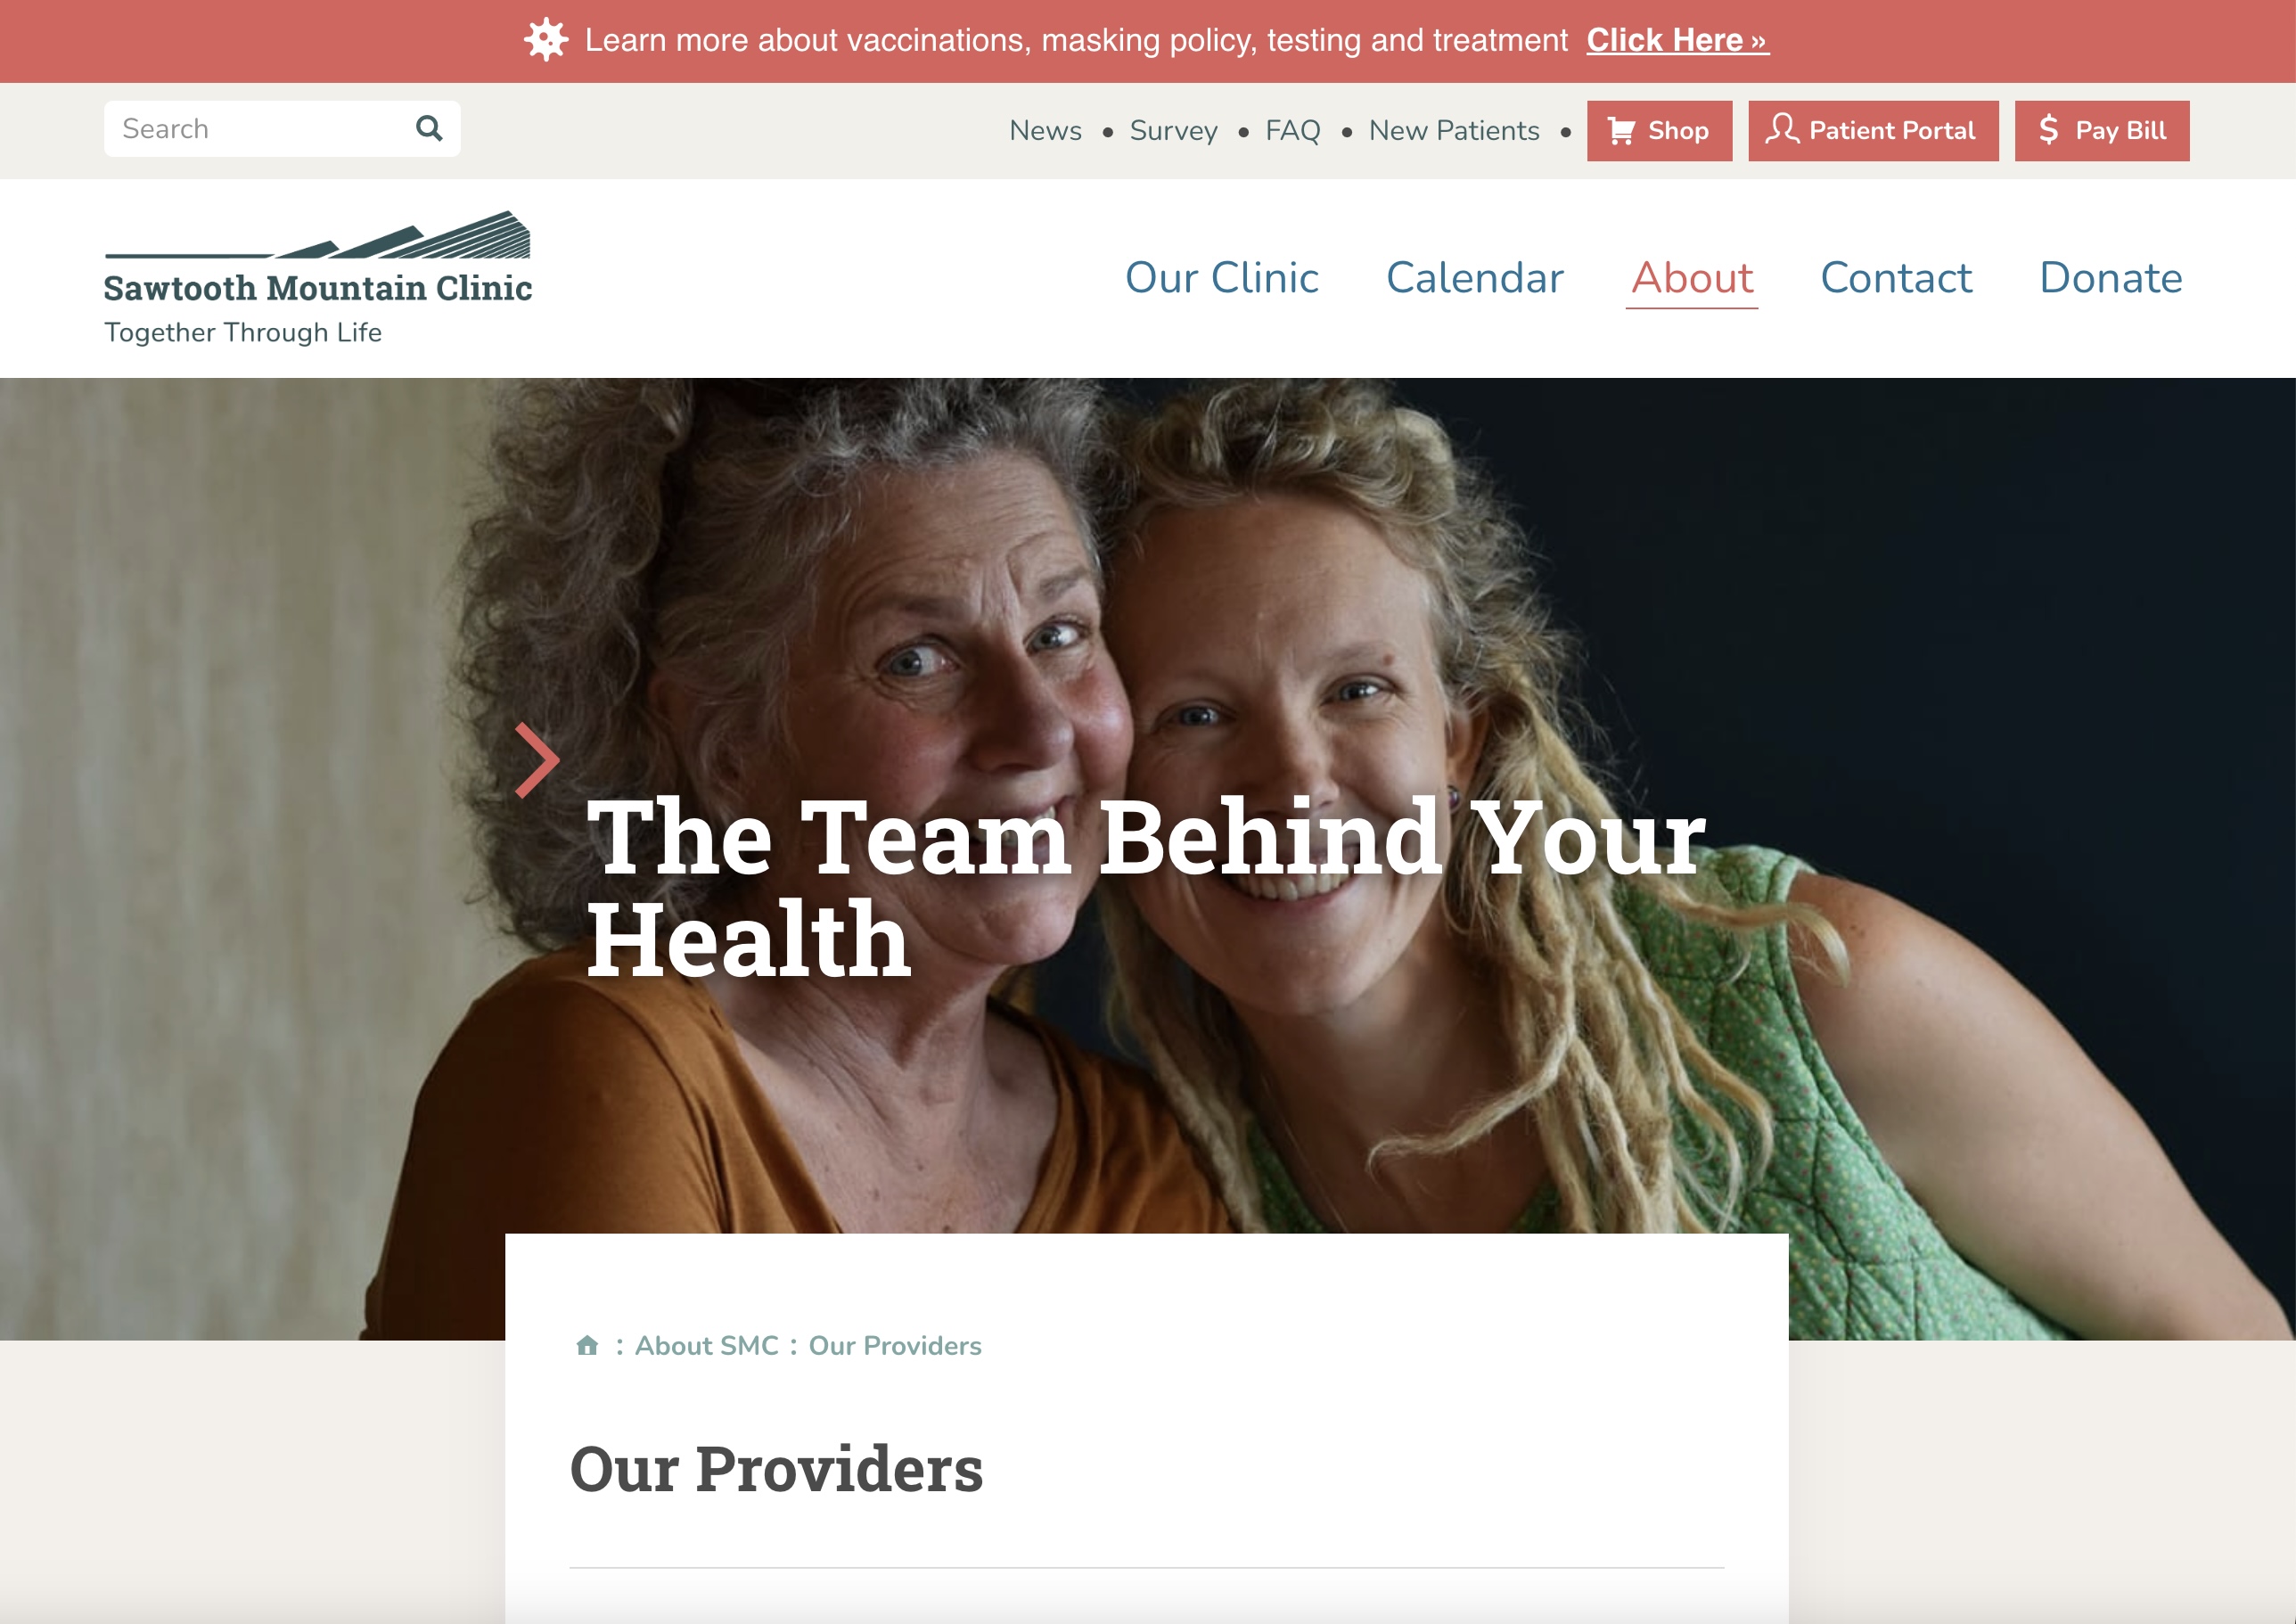 Learn more about vaccinations, masking policy, testing and treatment Click Here »
Search
News • Survey • FAQ • New Patients • Shop Patient Portal $ Pay Bill
Sawtooth Mountain Clinic
Together Through Life
Our Clinic Calendar About Contact Donate
The Team Behind Your
Health
: About SMC : Our Providers
Our Providers